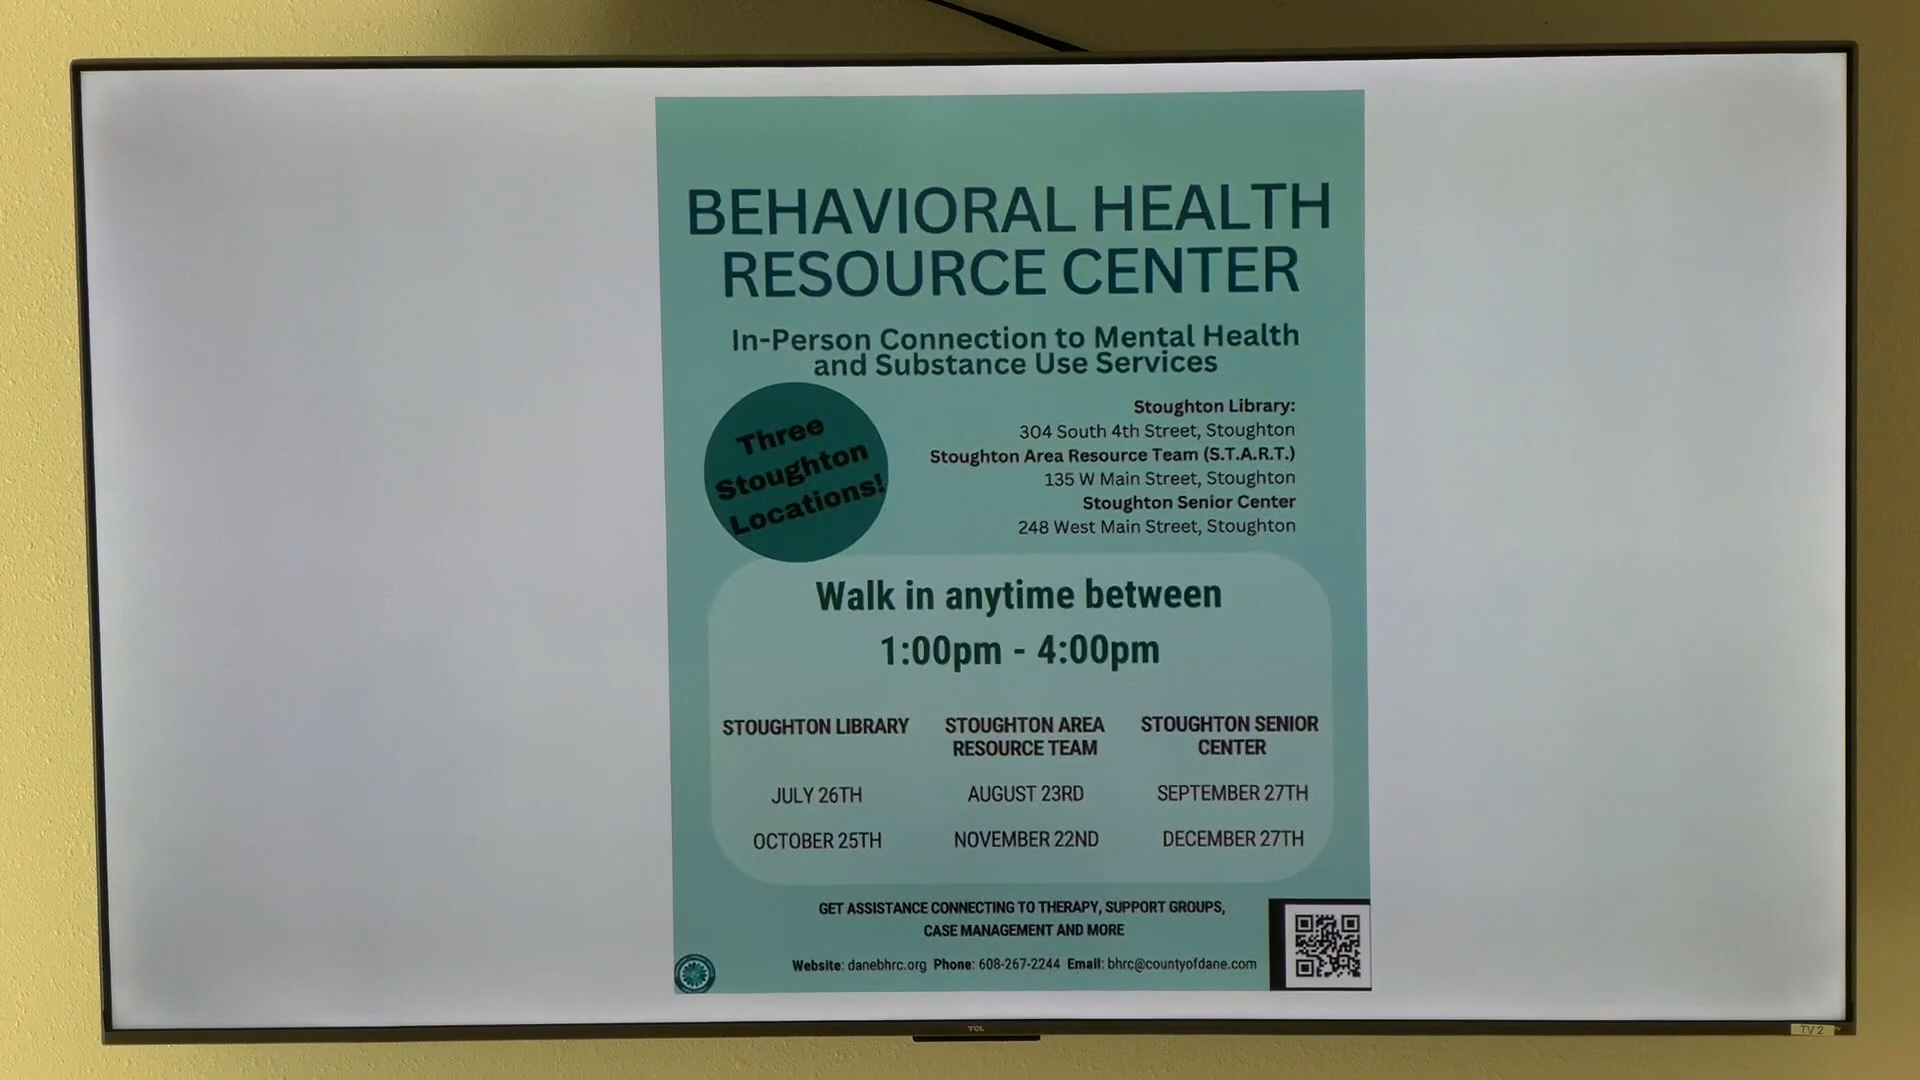 BEHAVIORAL HEALTH
RESOURCE CENTER
In-Person Connection to Mental Health
and Substance Use Services
Three
Stoughton
Locations!
Stoughton Library:
304 South 4th Street, Stoughton
Stoughton Area Resource Team (S.T.A.R.T.)
135 W Main Street, Stoughton
Stoughton Senior Center
248 West Main Street, Stoughton
Walk in anytime between
1:00pm - 4:00pm
STOUGHTON LIBRARY
JULY 26TH
OCTOBER 25TH
STOUGHTON AREA
RESOURCE TEAM
AUGUST 23RD
NOVEMBER 22ND
STOUGHTON SENIOR
CENTER
SEPTEMBER 27TH
DECEMBER 27TH
GET ASSISTANCE CONNECTING TO THERAPY, SUPPORT GROUPS,
CASE MANAGEMENT AND MORE
Website: danebhrc.org Phone: 608-267-2244 Email: bhrc@countyofdane.com
TCL
TV 2